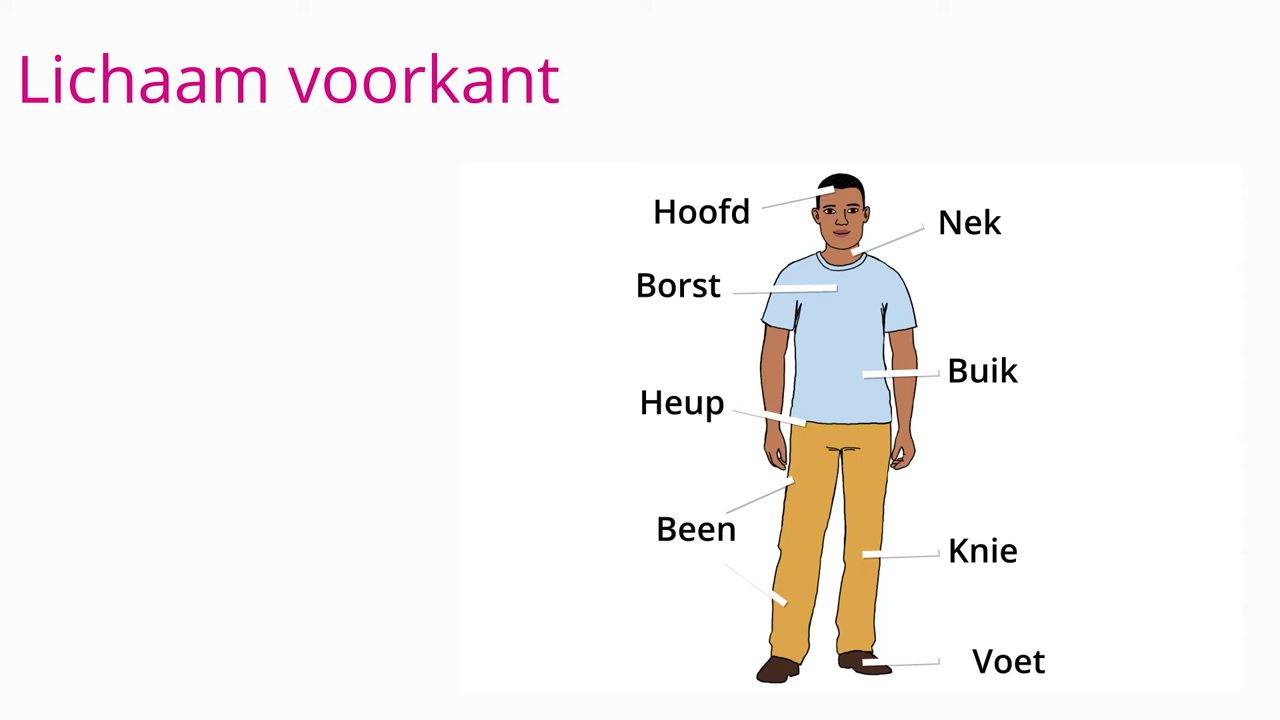 Lichaam voorkant
Hoofd
Nek
Borst
Buik
Heup
Been
Knie
Voet